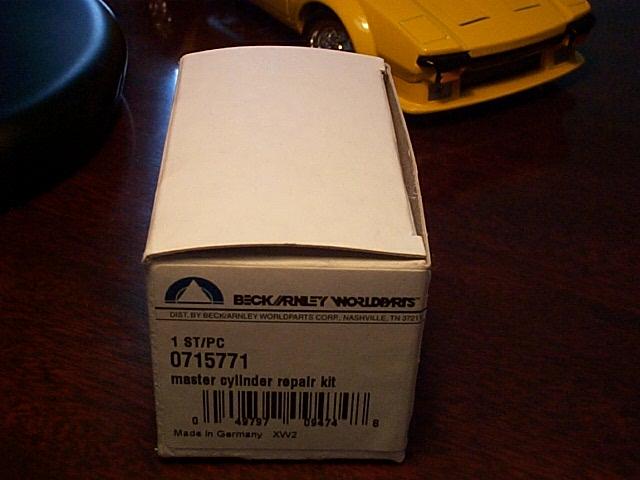 BECK/ARNLEY WORLDPARTS
DIST. BY BECK/ARNLEY WORLDPARTS CORP., NASHVILLE, TN 37211
1 ST/PC
0715771
master cylinder repair kit
0 49797 09474 8
Made in Germany XVV2